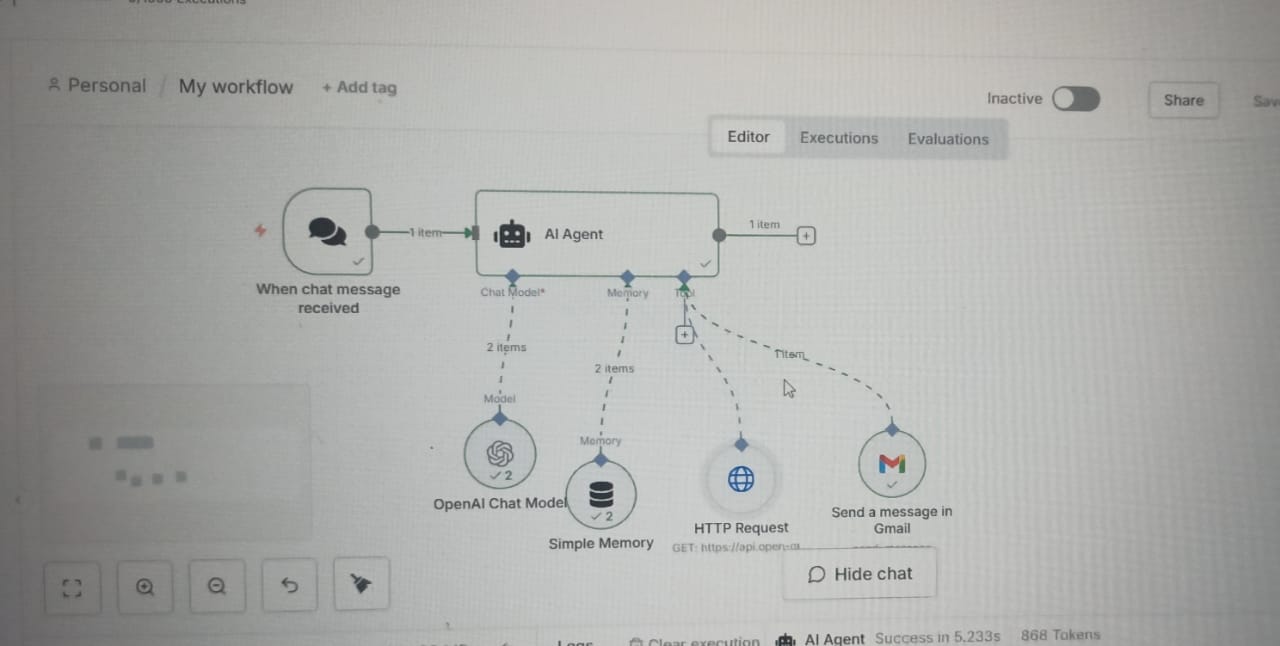 Executions
Personal / My workflow + Add tag
Inactive
Share
Editor Executions Evaluations
1 item
AI Agent
1 item
When chat message
received
Chat Model*
Memory
Tool
2 items
2 items
1 item
Model
Memory
2
2
OpenAI Chat Model
Simple Memory
HTTP Request
GET: https://api.open-m
Send a message in
Gmail
Hide chat
Logs Clear execution AI Agent Success in 5.233s 868 Tokens